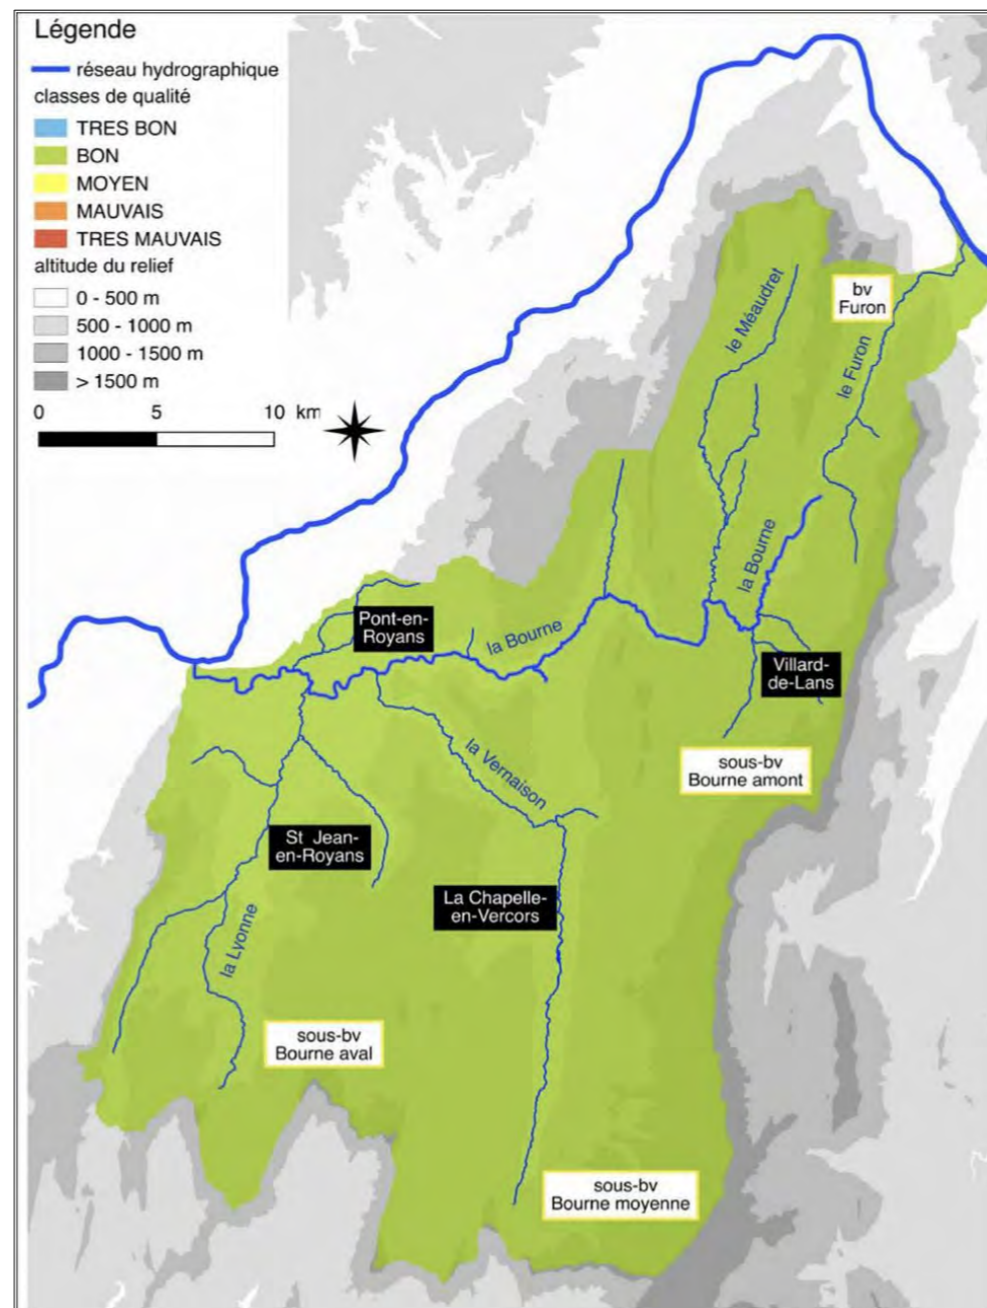 Légende
réseau hydrographique
classes de qualité
TRES BON
BON
MOYEN
MAUVAIS
TRES MAUVAIS
altitude du relief
0 - 500 m
500 - 1000 m
1000 - 1500 m
> 1500 m
0 5 10 km
bv
Furon
le Méaudret
le Furon
la Bourne
Pont-en-
Royans
la Bourne
Villard-
de-Lans
sous-bv
Bourne amont
la Vernaison
St Jean-
en-Royans
La Chapelle-
en-Vercors
la Lyonne
sous-bv
Bourne aval
sous-bv
Bourne moyenne